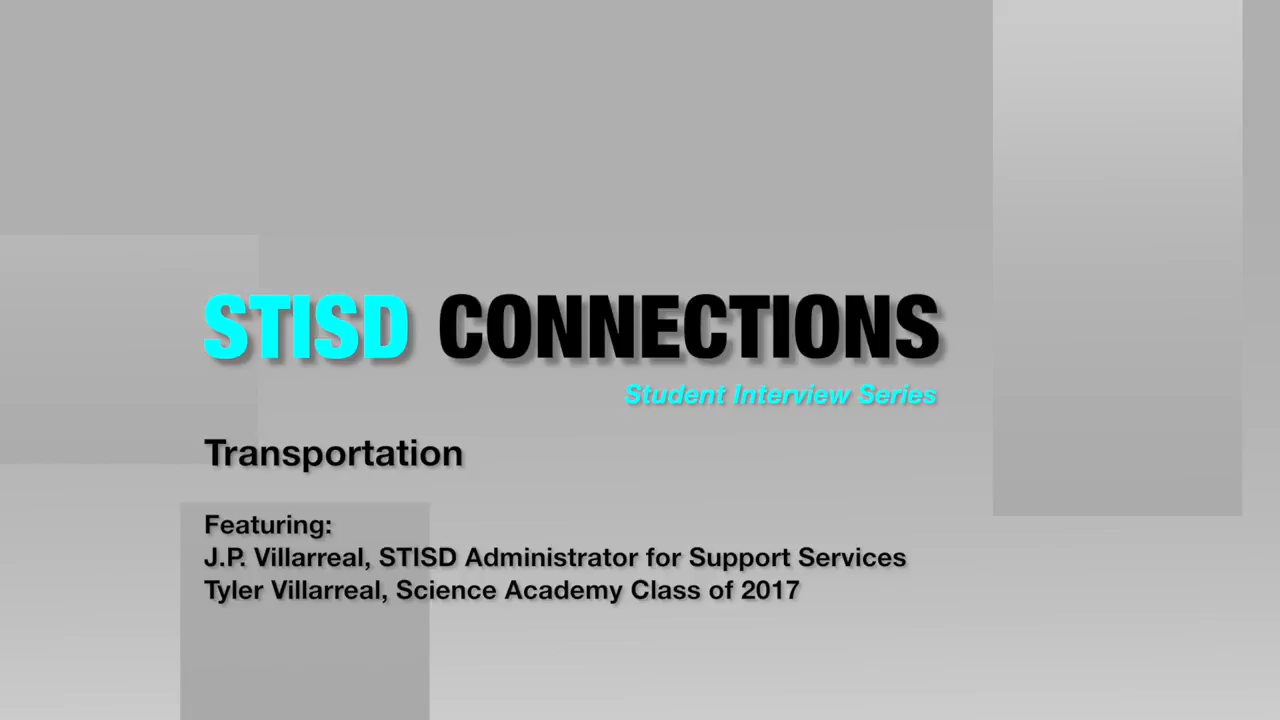 STISD CONNECTIONS
Student Interview Series
Transportation
Featuring:
J.P. Villarreal, STISD Administrator for Support Services
Tyler Villarreal, Science Academy Class of 2017